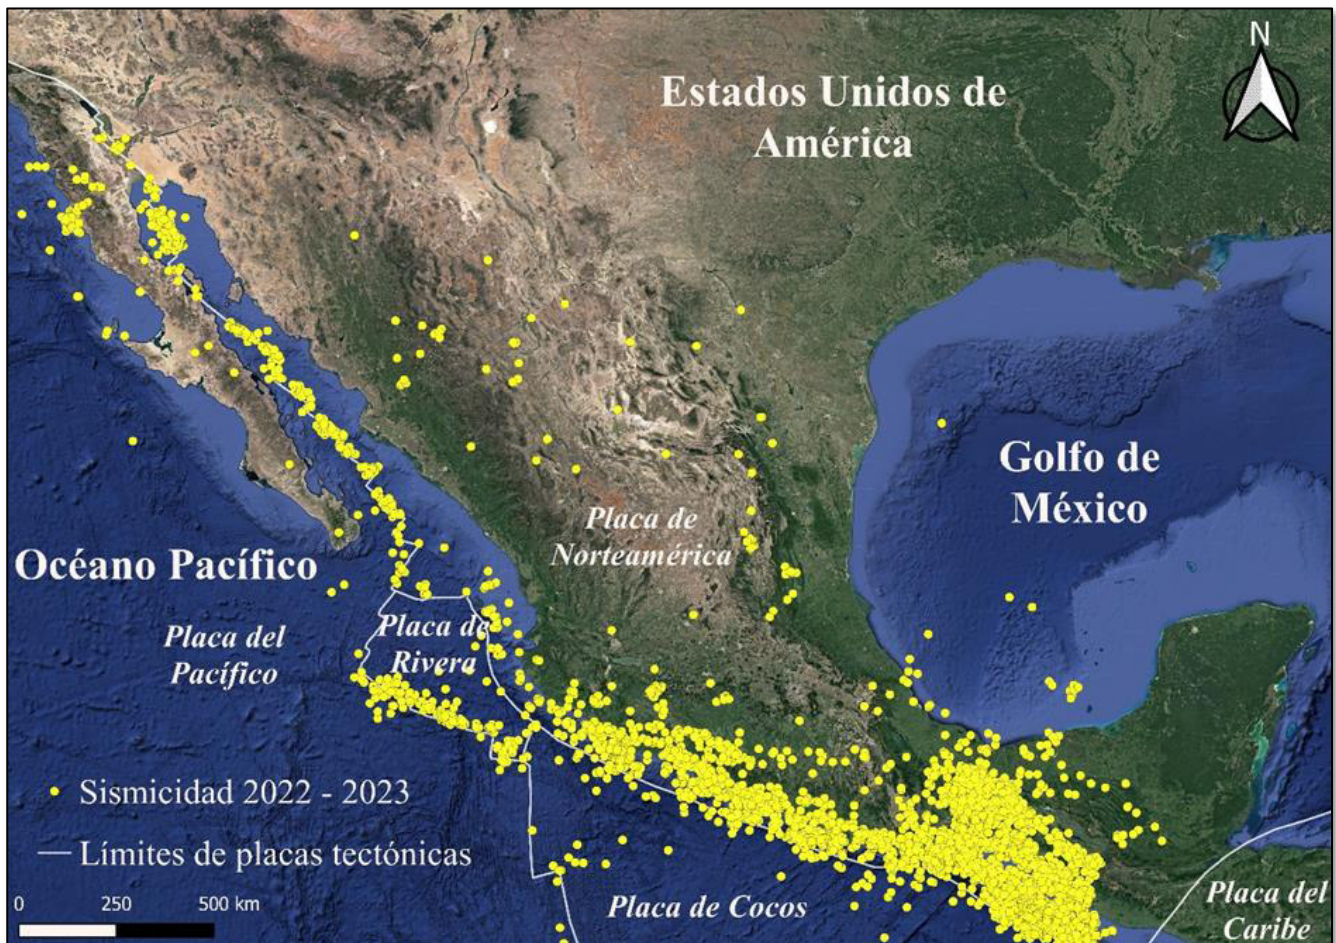 N
Estados Unidos de
América
Golfo de
México
Placa de
Norteamérica
Océano Pacífico
Placa del
Pacífico
Placa de
Rivera
Sismicidad 2022 - 2023
Límites de placas tectónicas
0 250 500 km
Placa de Cocos
Placa del
Caribe